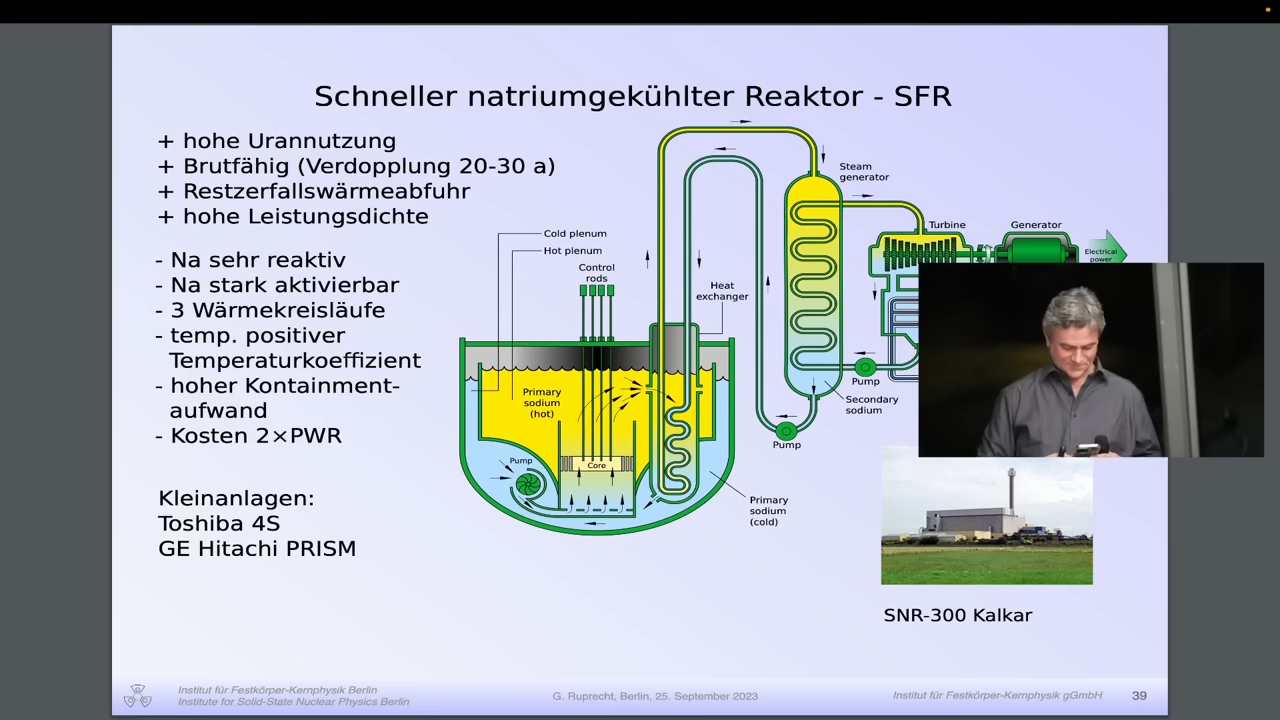 Schneller natriumgekühlter Reaktor - SFR
+ hohe Urannutzung
+ Brutfähig (Verdopplung 20-30 a)
+ Restzerfallswärmeabfuhr
+ hohe Leistungsdichte
- Na sehr reaktiv
- Na stark aktivierbar
- 3 Wärmekreisläufe
- temp. positiver
Temperaturkoeffizient
- hoher Kontainment-
aufwand
- Kosten 2×PWR
Kleinanlagen:
Toshiba 4S
GE Hitachi PRISM
Cold plenum
Hot plenum
Control
rods
Heat
exchanger
Steam
generator
Turbine
Generator
Electrical
power
Primary
sodium
(hot)
Pump
Core
Pump
Secondary
sodium
Pump
Primary
sodium
(cold)
SNR-300 Kalkar
Institut für Festkörper-Kernphysik Berlin
Institute for Solid-State Nuclear Physics Berlin
G. Ruprecht, Berlin, 25. September 2023
Institut für Festkörper-Kernphysik gGmbH
39